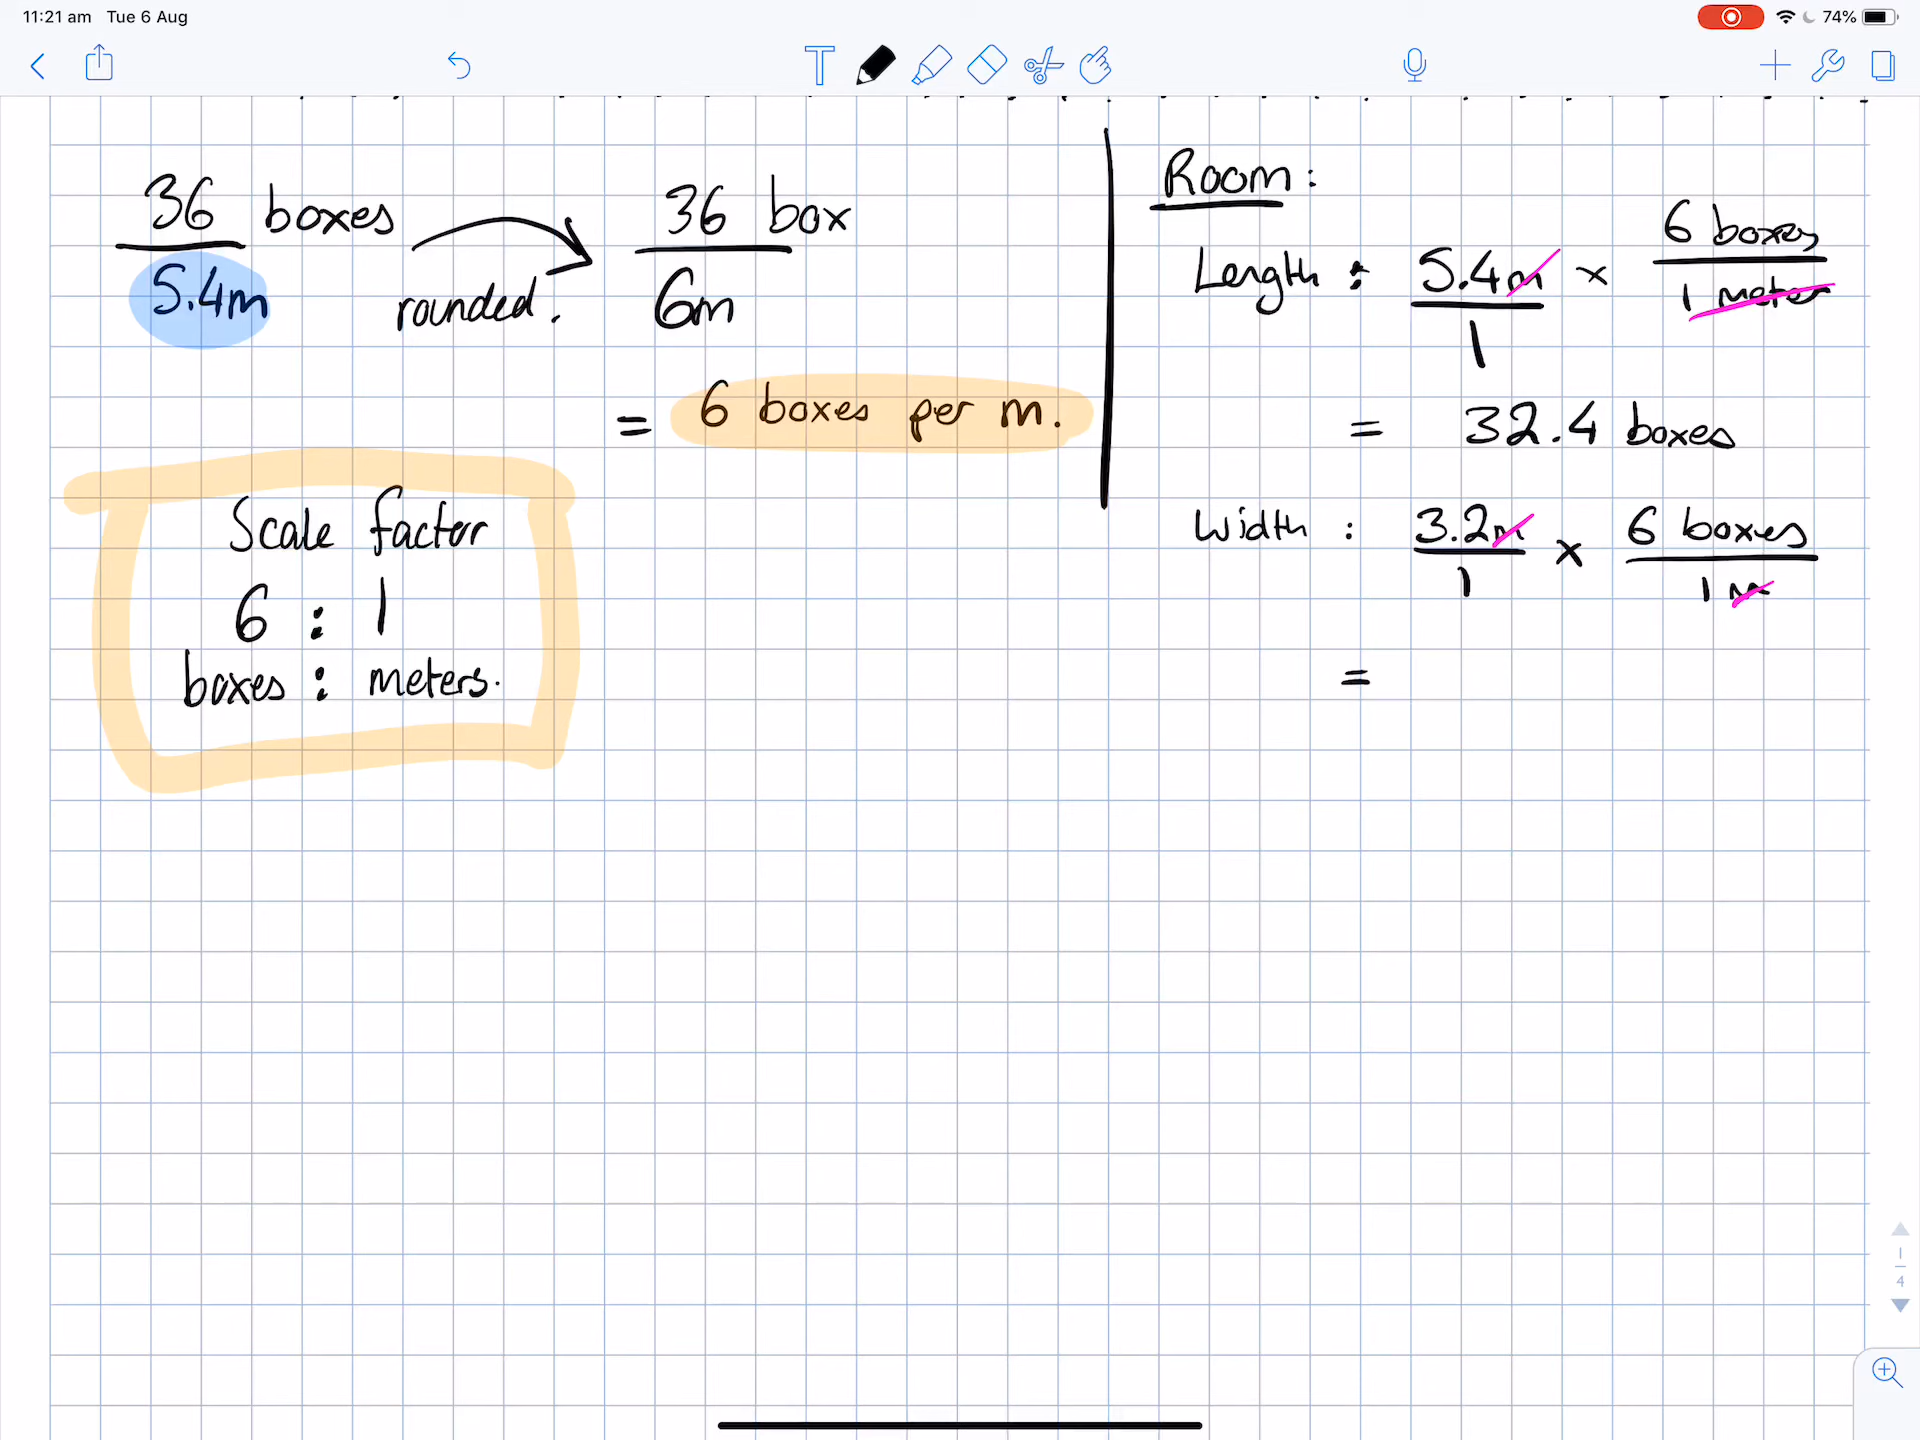 11:21 am Tue 6 Aug
74%
36 boxes
5.4m
rounded.
36 box
6m
= 6 boxes per m.
Scale factor
6 : 1
boxes : meters.
Room:
Length : 5.4m × 6 boxes
1 1 meter
= 32.4 boxes
Width : 3.2m × 6 boxes
1 1 m
=
1
4